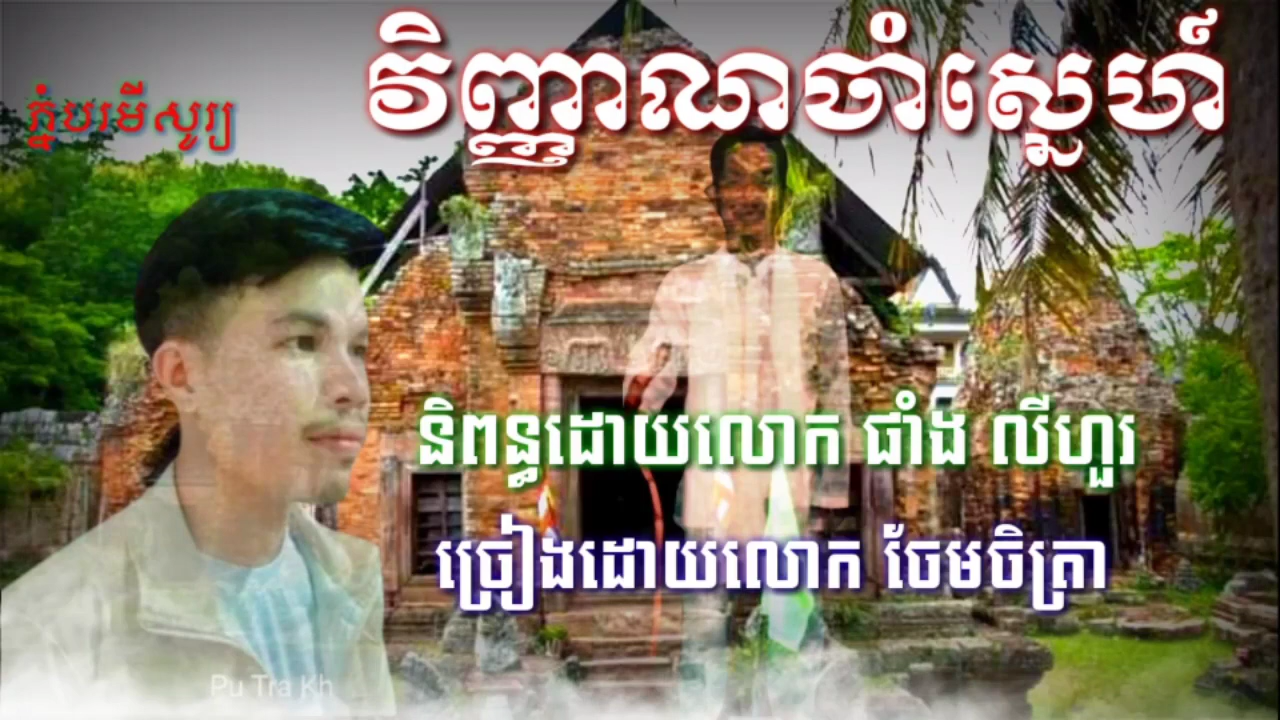 វិញ្ញាណចាំស្នេហ៍
ភ្នំបរមើសូរ្យ
និពន្ធដោយលោក ផាំង លីហួរ
ច្រៀងដោយលោក ចែមចិត្រា
Pu Tra Kh